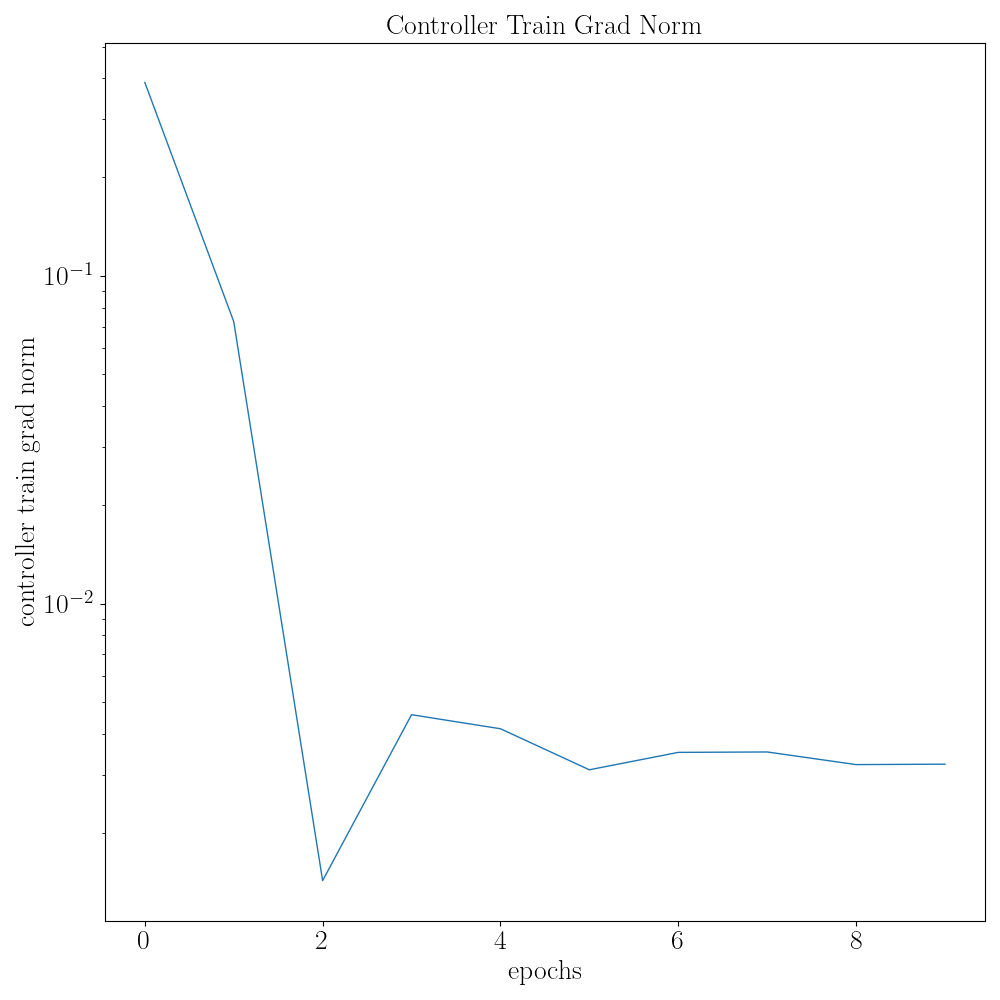 Controller Train Grad Norm
controller train grad norm
10⁻¹
10⁻²
0 2 4 6 8
epochs